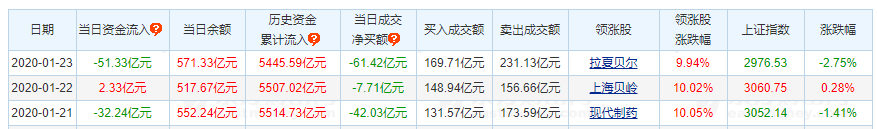 日期 当日资金流入 当日余额 历史资金累计流入 当日成交净买额 买入成交额 卖出成交额 领涨股 领涨股涨跌幅 上证指数 涨跌幅
2020-01-23 -51.33亿元 571.33亿元 5445.59亿元 -61.42亿元 169.71亿元 231.13亿元 拉夏贝尔 9.94% 2976.53 -2.75%
2020-01-22 2.33亿元 517.67亿元 5507.02亿元 -7.71亿元 148.94亿元 156.66亿元 上海贝岭 10.02% 3060.75 0.28%
2020-01-21 -32.24亿元 552.24亿元 5514.73亿元 -42.03亿元 131.57亿元 173.59亿元 现代制药 10.05% 3052.14 -1.41%